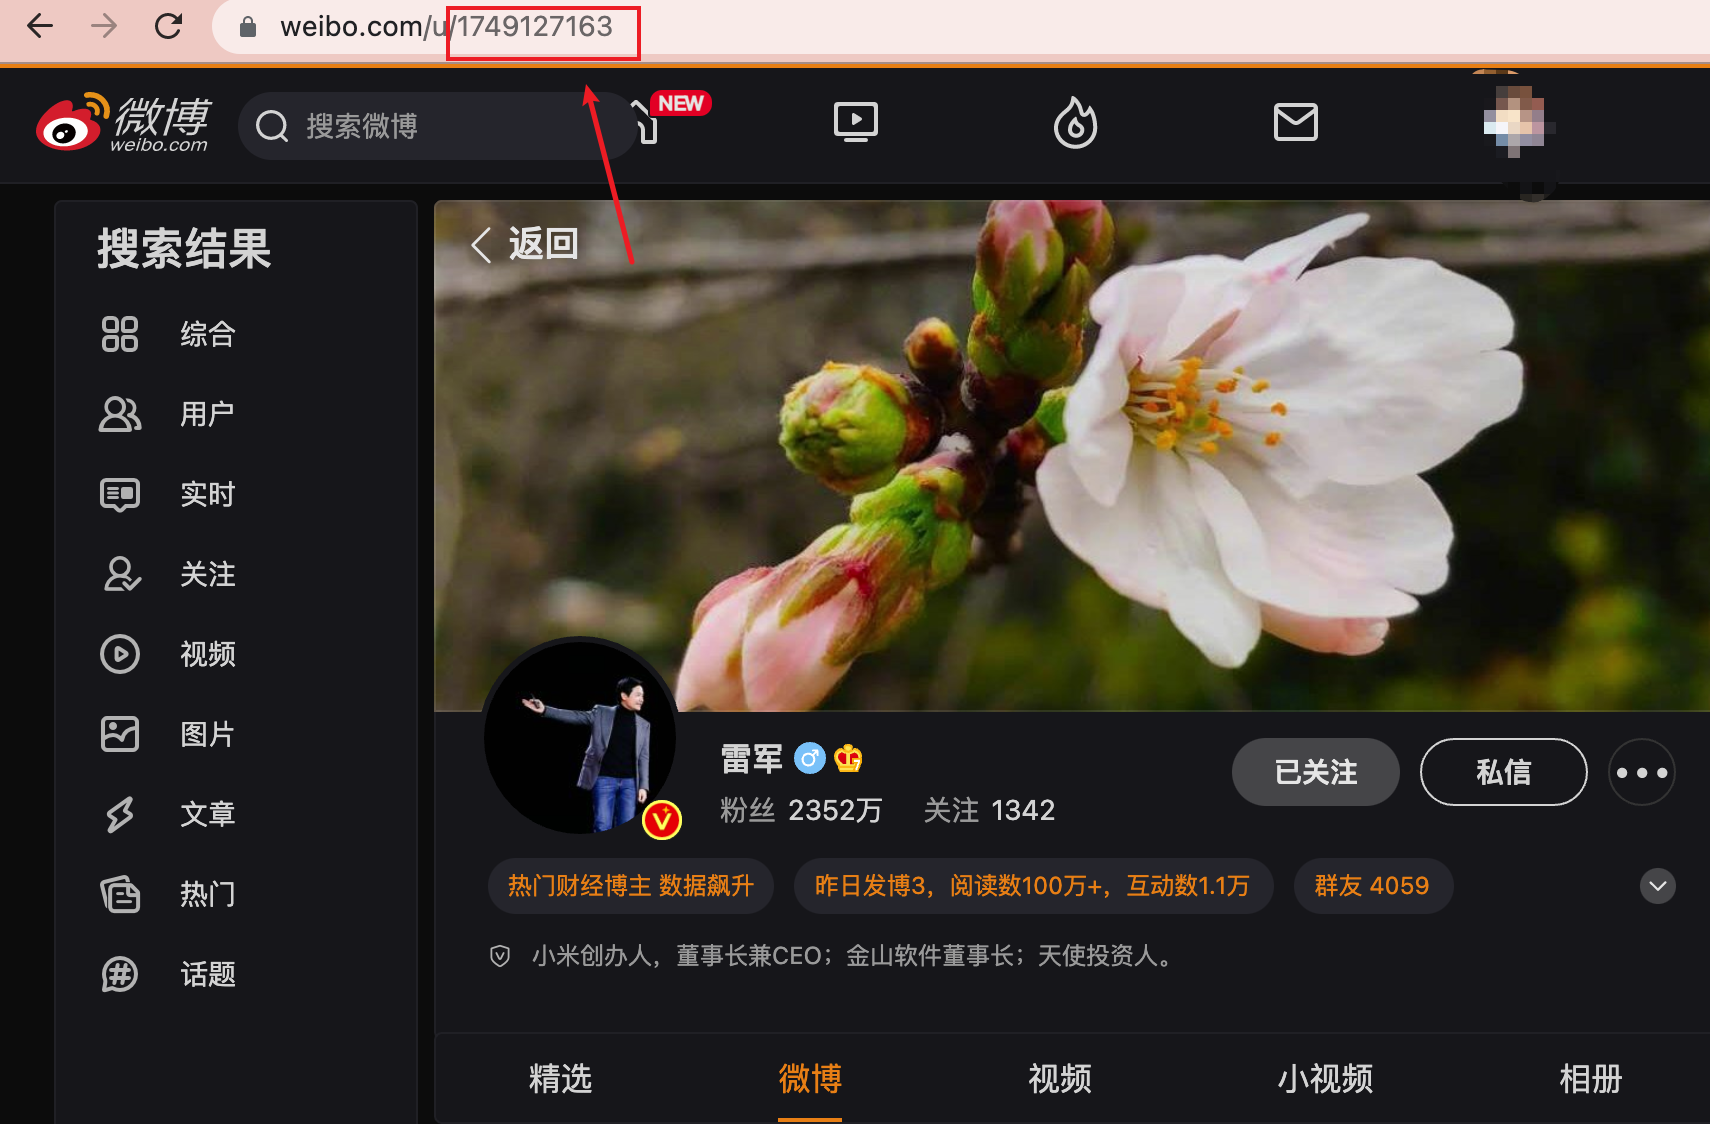 weibo.com/u/1749127163
微博
weibo.com
搜索微博
NEW
搜索结果
综合
用户
实时
关注
视频
图片
文章
热门
话题
返回
雷军
7
粉丝 2352万 关注 1342
已关注
私信
热门财经博主 数据飙升
昨日发博3，阅读数100万+，互动数1.1万
群友 4059
小米创办人，董事长兼CEO；金山软件董事长；天使投资人。
精选
微博
视频
小视频
相册